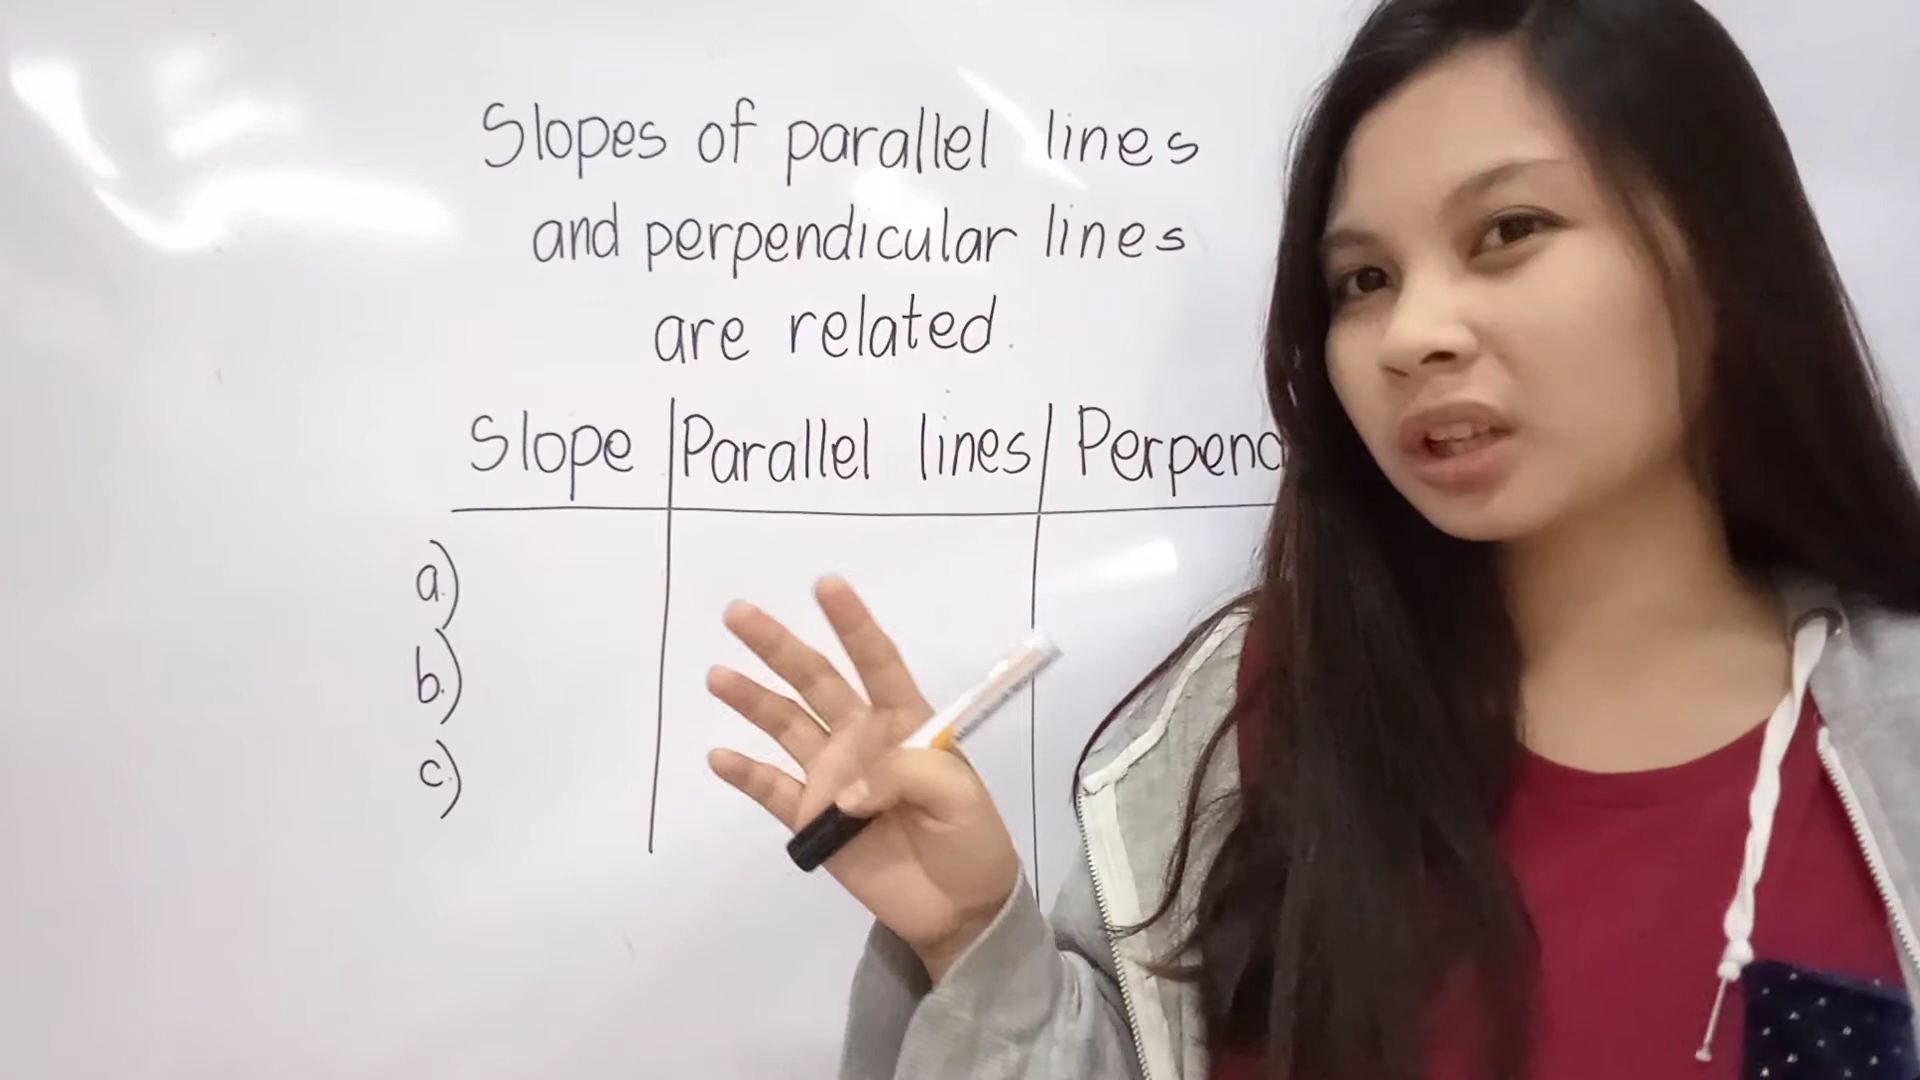 Slopes of parallel lines
and perpendicular lines
are related.
Slope Parallel lines Perpend
a)
b)
c)